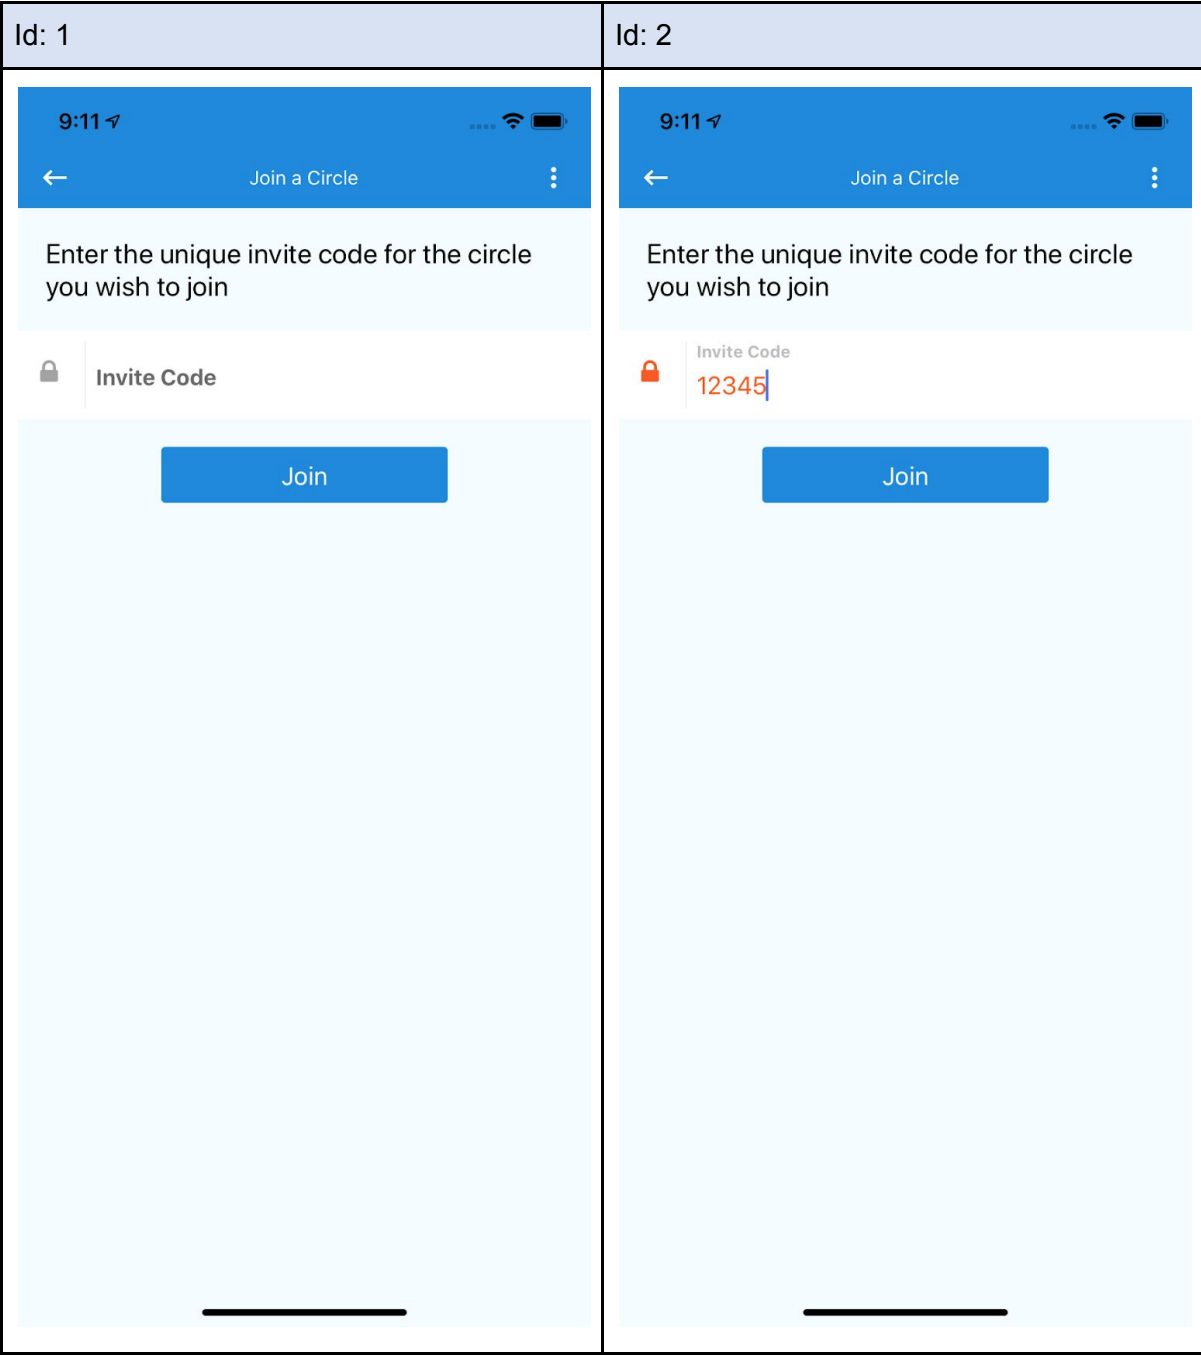 Id: 1
9:11
Join a Circle
Enter the unique invite code for the circle
you wish to join
Invite Code
Join
Id: 2
9:11
Join a Circle
Enter the unique invite code for the circle
you wish to join
Invite Code
12345
Join